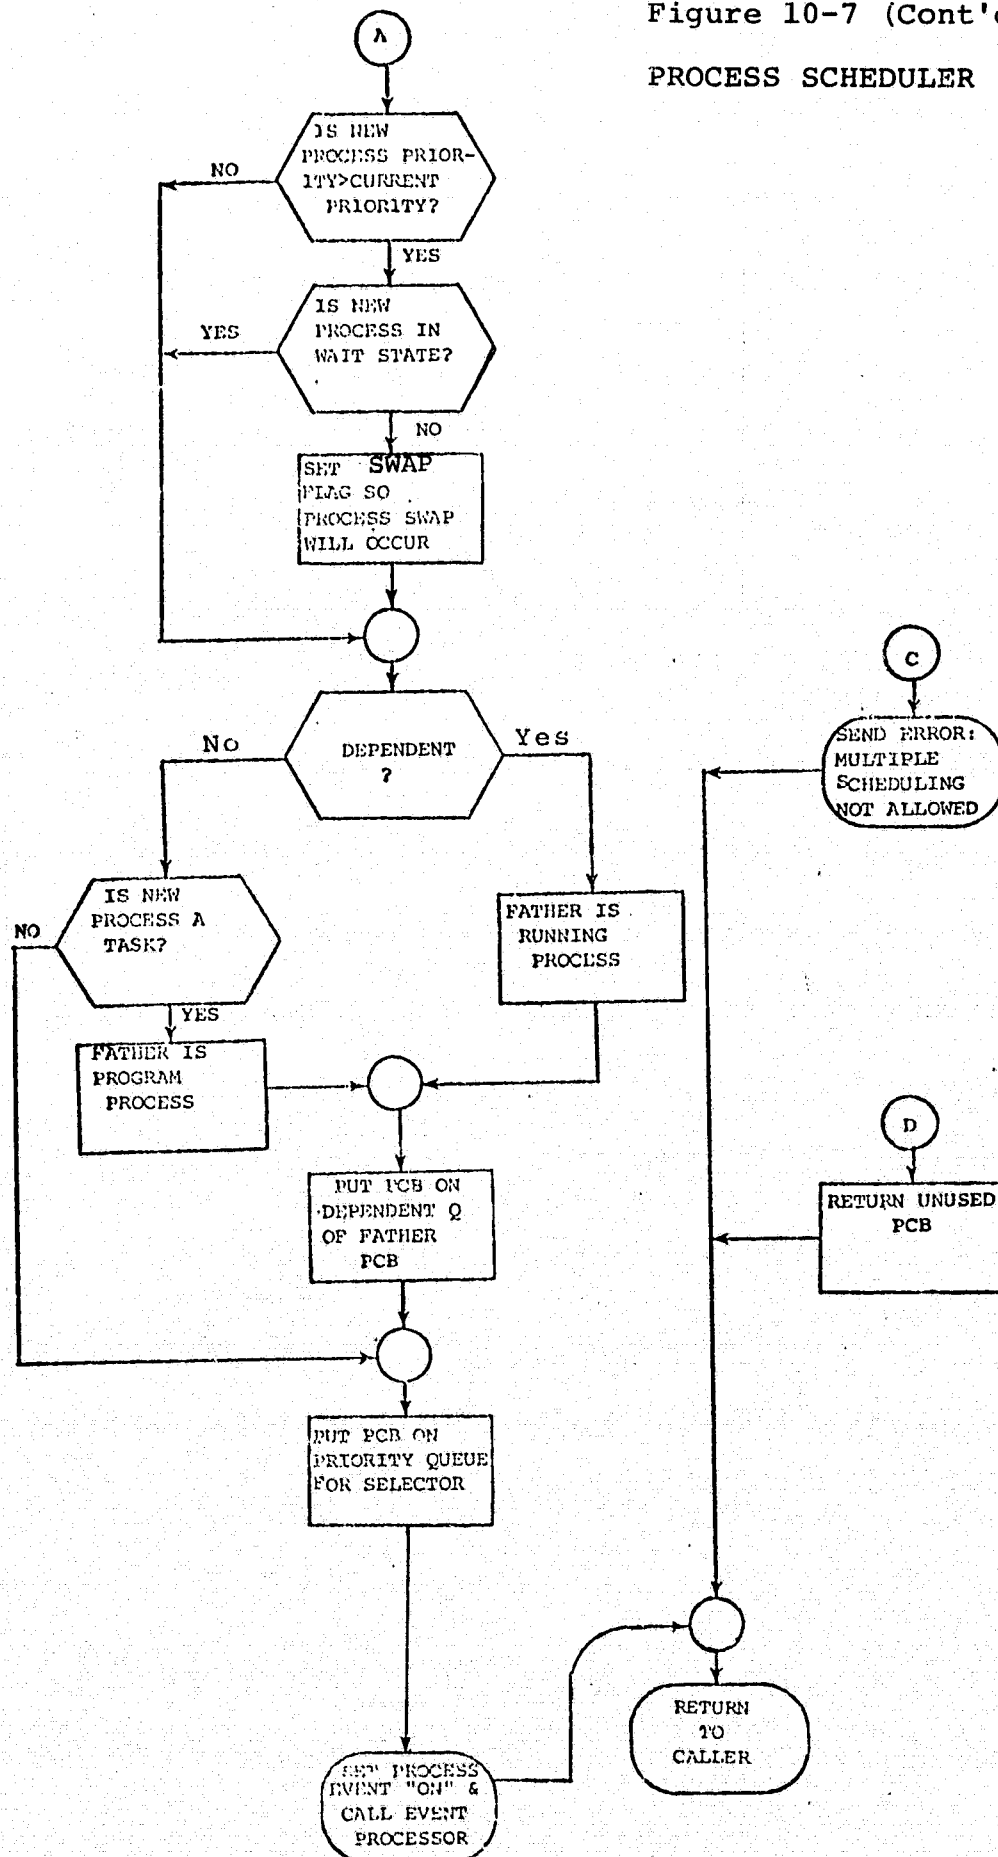 Figure 10-7 (Cont'd
PROCESS SCHEDULER
A
IS NEW
PROCESS PRIOR-
ITY>CURRENT
PRIORITY?
NO
YES
IS NEW
PROCESS IN
WAIT STATE?
YES
NO
SET SWAP
FLAG SO
PROCESS SWAP
WILL OCCUR
DEPENDENT
?
No
Yes
IS NEW
PROCESS A
TASK?
NO
YES
FATHER IS
RUNNING
PROCESS
FATHER IS
PROGRAM
PROCESS
PUT PCB ON
DEPENDENT Q
OF FATHER
PCB
PUT PCB ON
PRIORITY QUEUE
FOR SELECTOR
SET PROCESS
EVENT "ON" &
CALL EVENT
PROCESSOR
C
SEND ERROR:
MULTIPLE
SCHEDULING
NOT ALLOWED
D
RETURN UNUSED
PCB
RETURN
TO
CALLER